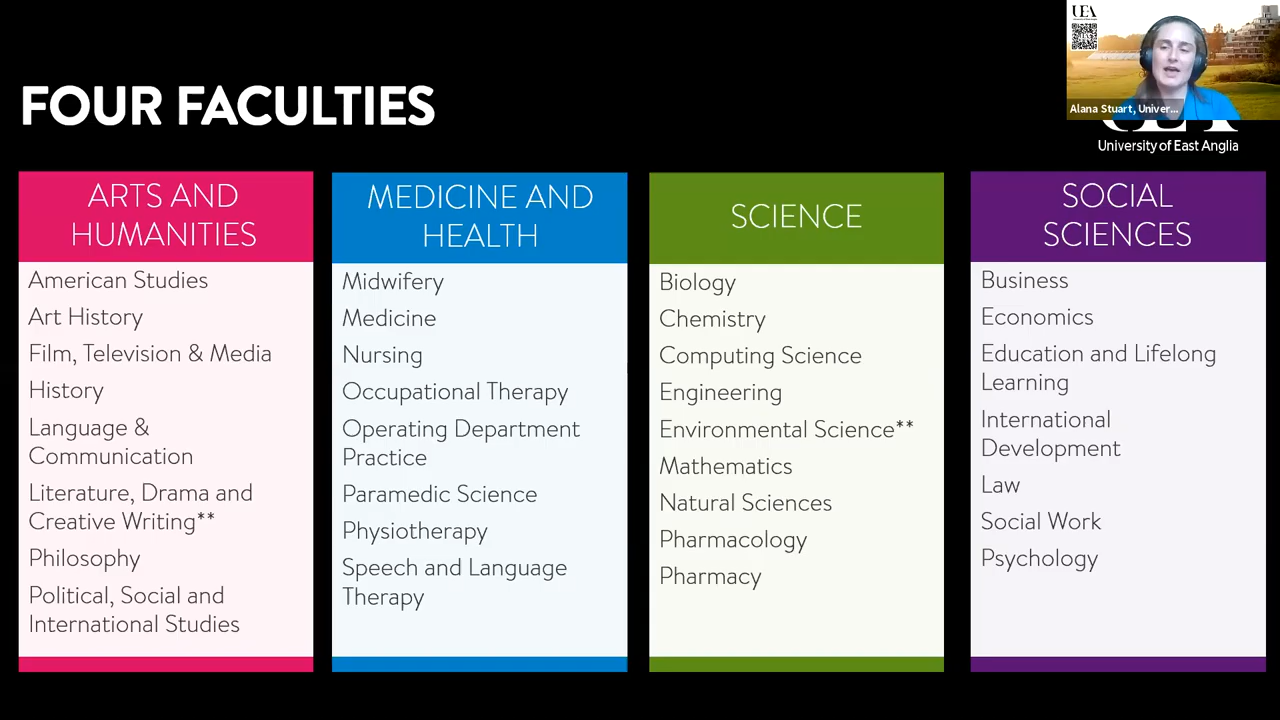 FOUR FACULTIES
UEA
Alana Stuart, Univer...
University of East Anglia
ARTS AND
HUMANITIES
American Studies
Art History
Film, Television & Media
History
Language &
Communication
Literature, Drama and
Creative Writing**
Philosophy
Political, Social and
International Studies
MEDICINE AND
HEALTH
Midwifery
Medicine
Nursing
Occupational Therapy
Operating Department
Practice
Paramedic Science
Physiotherapy
Speech and Language
Therapy
SCIENCE
Biology
Chemistry
Computing Science
Engineering
Environmental Science**
Mathematics
Natural Sciences
Pharmacology
Pharmacy
SOCIAL
SCIENCES
Business
Economics
Education and Lifelong
Learning
International
Development
Law
Social Work
Psychology